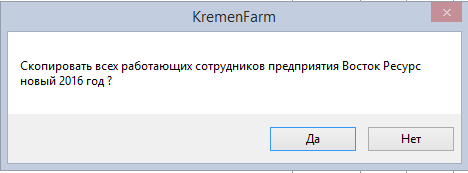 KremenFarm
Скопировать всех работающих сотрудников предприятия Восток Ресурс
новый 2016 год ?
Да
Нет